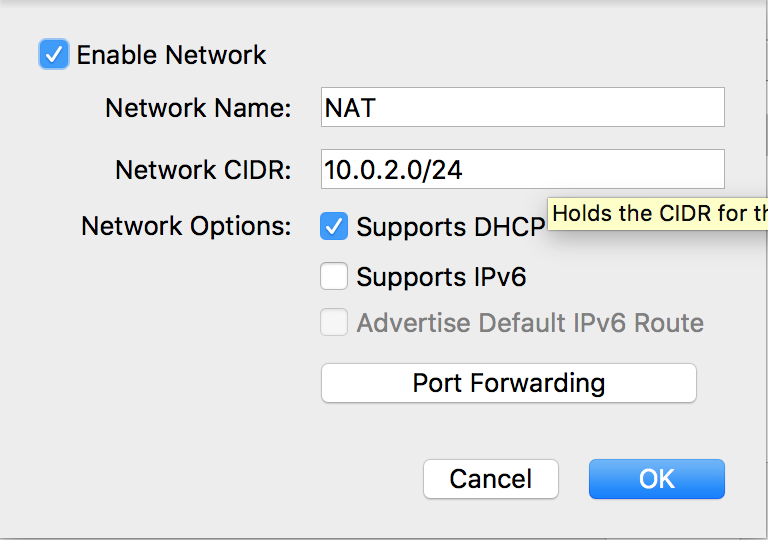 Enable Network
Network Name: NAT
Network CIDR: 10.0.2.0/24
Holds the CIDR for
Network Options: Supports DHCP
Supports IPv6
Advertise Default IPv6 Route
Port Forwarding
Cancel OK